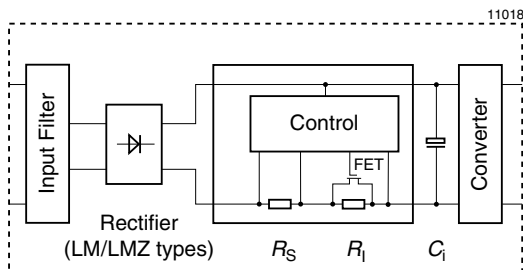 11018
Input Filter
Control
FET
Converter
Rectifier
(LM/LMZ types)
RS
RI
Ci